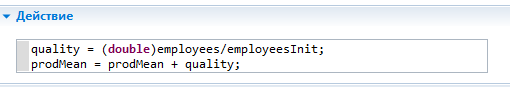 Действие
quality = (double)employees/employeesInit;
prodMean = prodMean + quality;